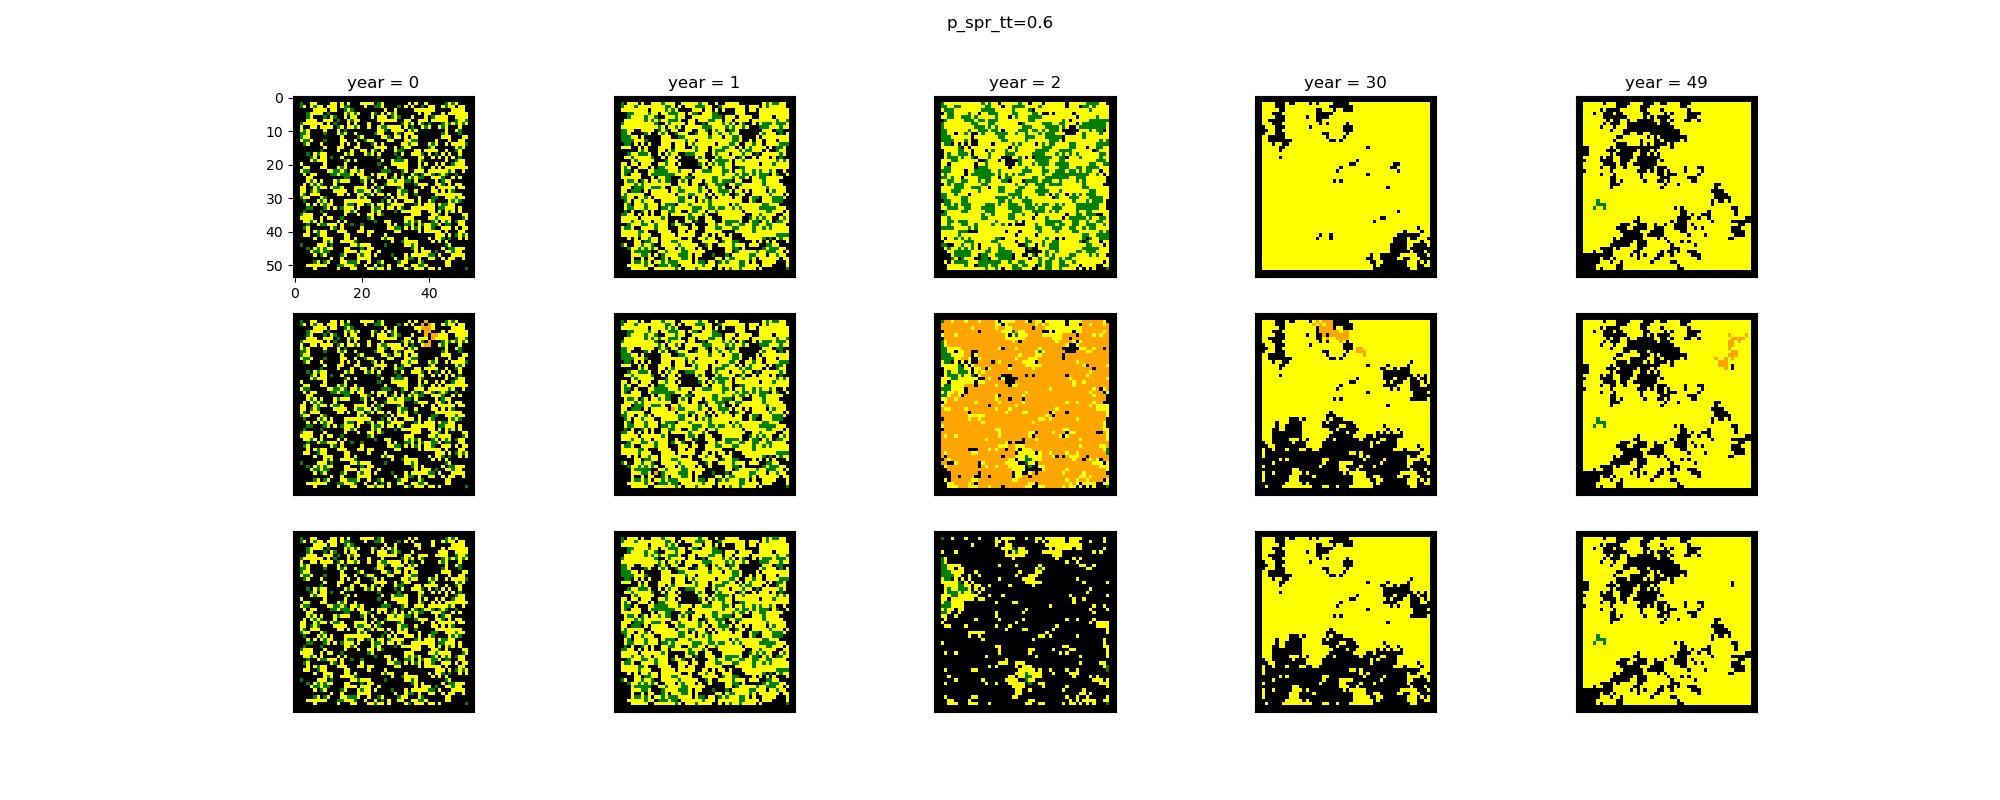 p_spr_tt=0.6
year = 0
year = 1
year = 2
year = 30
year = 49
0
10
20
30
40
50
0
20
40